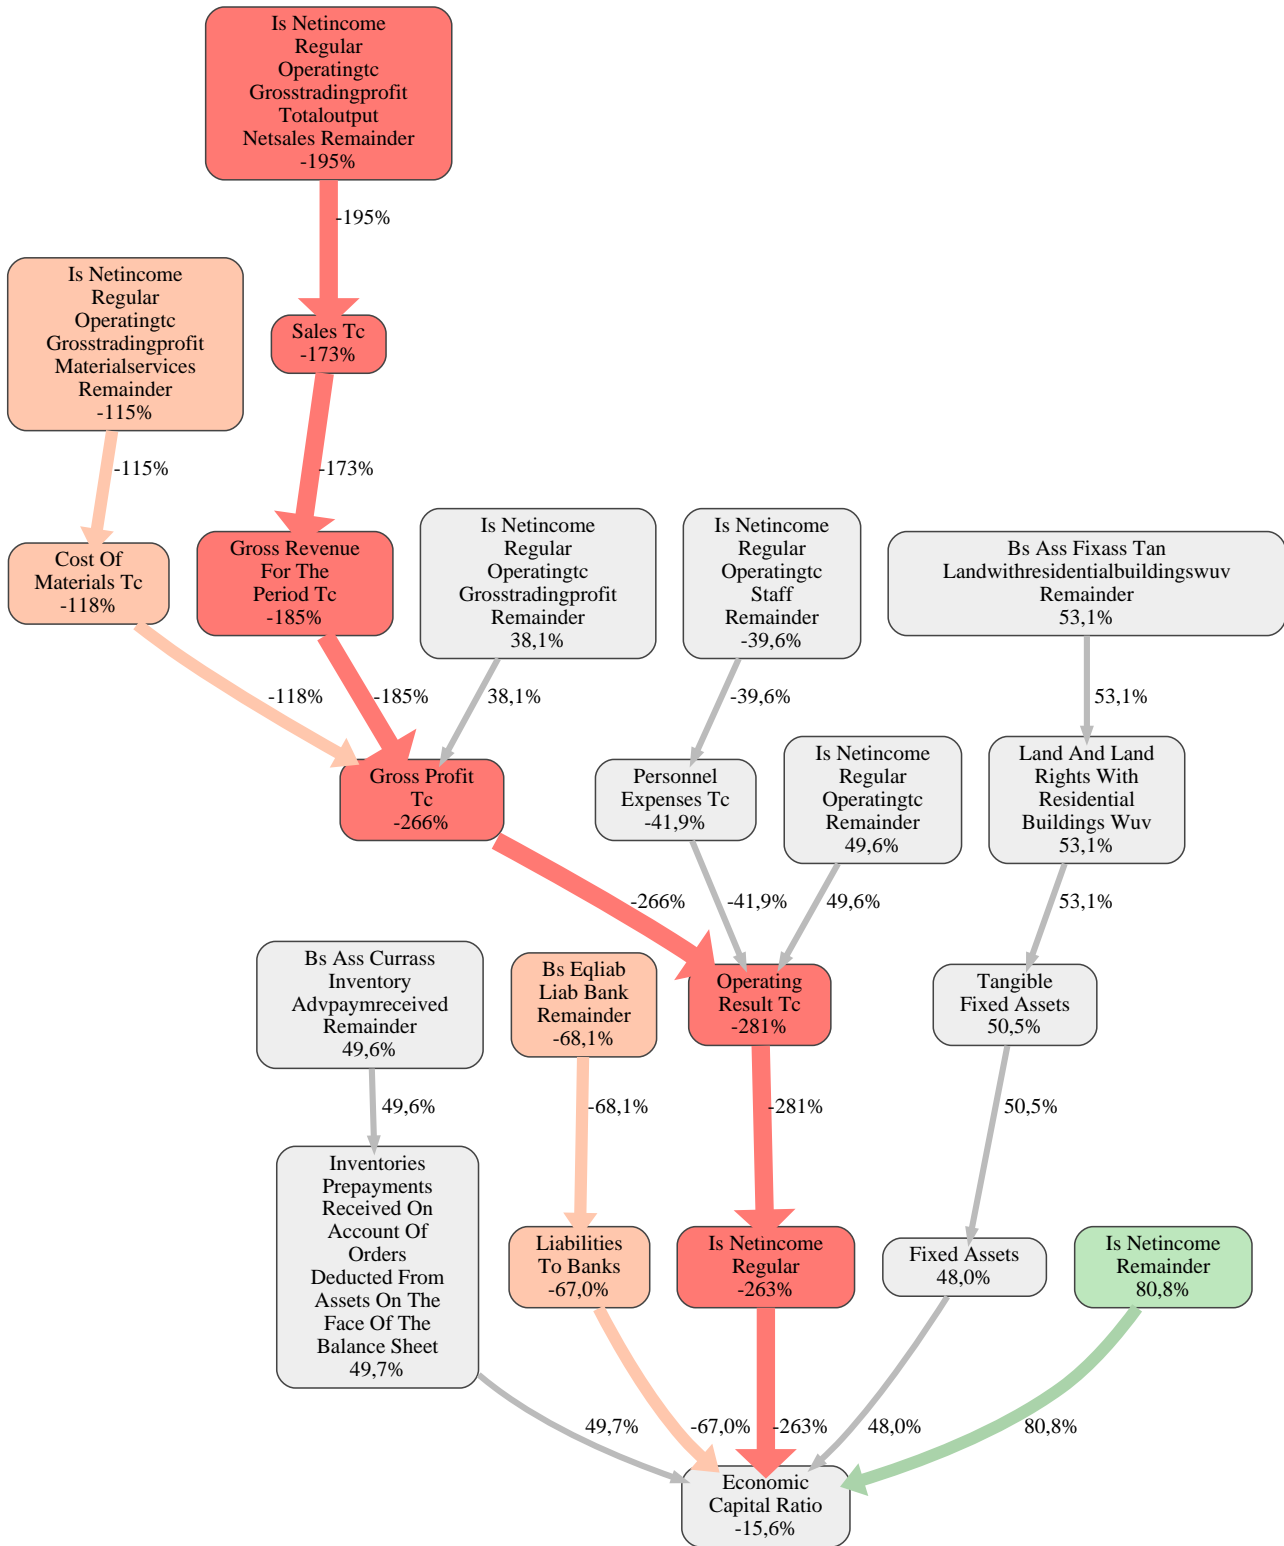 Is Netincome
Regular
Operatingtc
Grosstradingprofit
Totaloutput
Netsales Remainder
-195%
-195%
Is Netincome
Regular
Operatingtc
Grosstradingprofit
Materialservices
Remainder
-115%
Sales Tc
-173%
-115%
-173%
Cost Of
Materials Tc
-118%
Gross Revenue
For The
Period Tc
-185%
Is Netincome
Regular
Operatingtc
Grosstradingprofit
Remainder
38,1%
Is Netincome
Regular
Operatingtc
Staff
Remainder
-39,6%
Bs Ass Fixass Tan
Landwithresidentialbuildingswuv
Remainder
53,1%
-118%
-185%
38,1%
-39,6%
53,1%
Gross Profit
Tc
-266%
Personnel
Expenses Tc
-41,9%
Is Netincome
Regular
Operatingtc
Remainder
49,6%
Land And Land
Rights With
Residential
Buildings Wuv
53,1%
-266%
-41,9%
49,6%
53,1%
Bs Ass Currass
Inventory
Advpaymreceived
Remainder
49,6%
Bs Eqliab
Liab Bank
Remainder
-68,1%
Operating
Result Tc
-281%
Tangible
Fixed Assets
50,5%
49,6%
-68,1%
-281%
50,5%
Inventories
Prepayments
Received On
Account Of
Orders
Deducted From
Assets On The
Face Of The
Balance Sheet
49,7%
Liabilities
To Banks
-67,0%
Is Netincome
Regular
-263%
Fixed Assets
48,0%
Is Netincome
Remainder
80,8%
49,7%
-67,0%
-263%
48,0%
80,8%
Economic
Capital Ratio
-15,6%